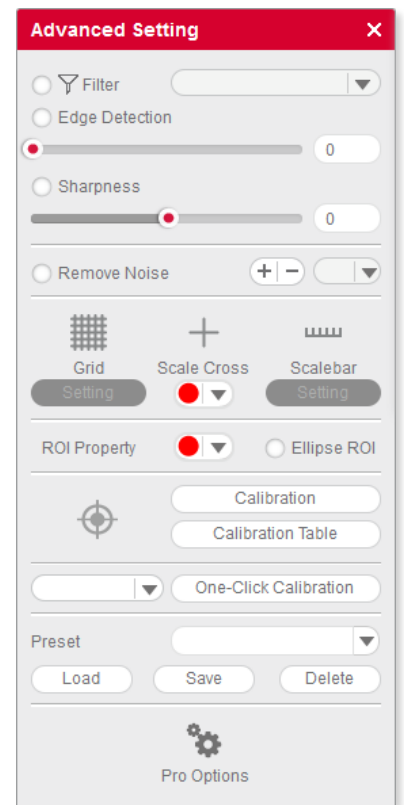 Advanced Setting
Filter
Edge Detection
0
Sharpness
0
Remove Noise
Grid Scale Cross Scalebar
Setting Setting
ROI Property Ellipse ROI
Calibration
Calibration Table
One-Click Calibration
Preset
Load Save Delete
Pro Options